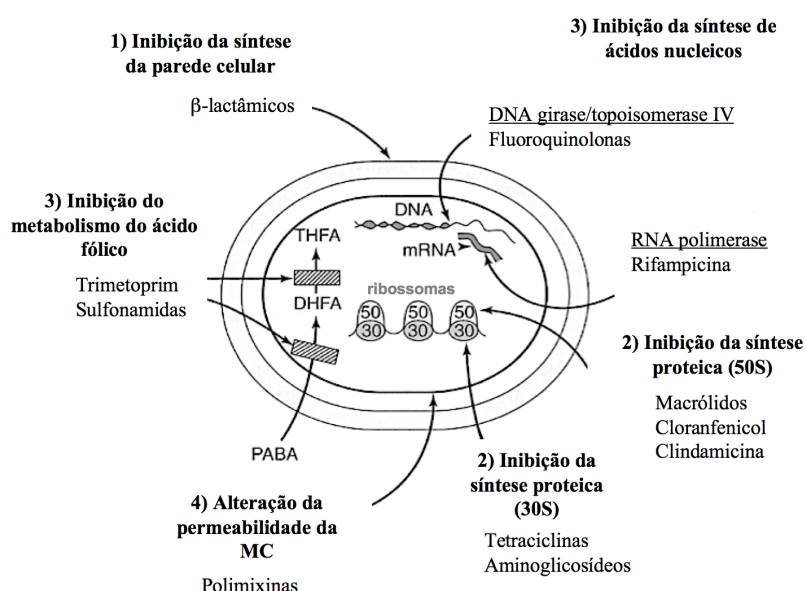 1) Inibição da síntese
da parede celular
β-lactâmicos
3) Inibição da síntese de
ácidos nucleicos
DNA girase/topoisomerase IV
Fluoroquinolonas
3) Inibição do
metabolismo do ácido
fólico
Trimetoprim
Sulfonamidas
DNA
THFA
mRNA
RNA polimerase
Rifampicina
ribossomas
DHFA
50 50 50
30 30 30
2) Inibição da síntese
proteica (50S)
Macrólidos
Cloranfenicol
Clindamicina
PABA
2) Inibição da
síntese proteica
(30S)
Tetraciclinas
Aminoglicosídeos
4) Alteração da
permeabilidade da
MC
Polimixinas